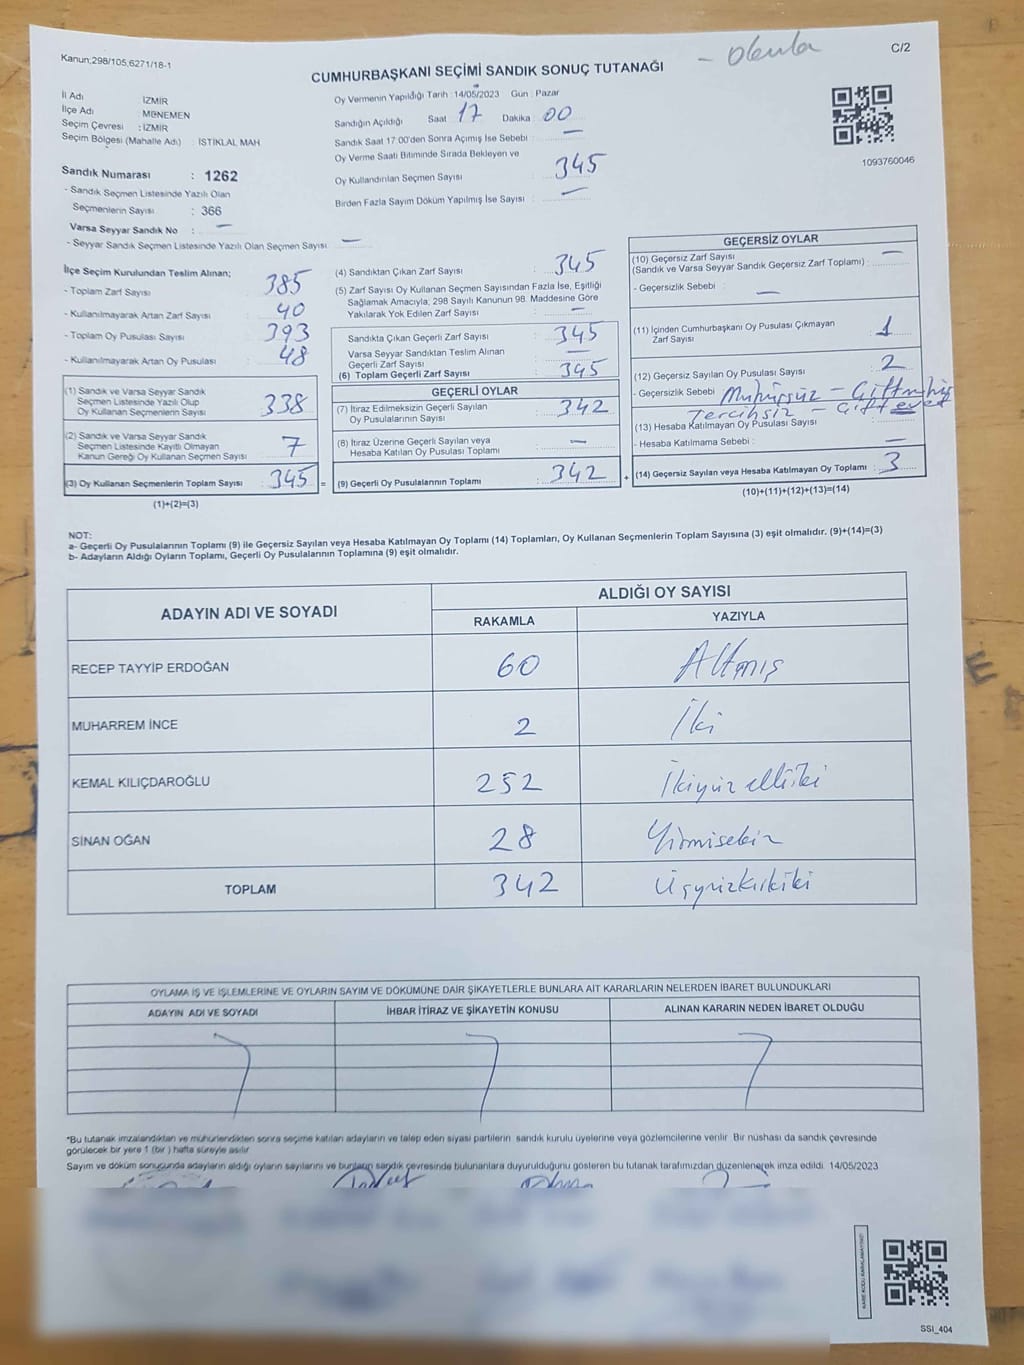 Kanun;298/105,6271/18-1
- Okula
C/2
CUMHURBAŞKANI SEÇİMİ SANDIK SONUÇ TUTANAĞI
İl Adı : İZMİR
İlçe Adı : MENEMEN
Seçim Çevresi : İZMİR
Seçim Bölgesi (Mahalle Adı) : İSTİKLAL MAH
Oy Vermenin Yapıldığı Tarih : 14/05/2023 Gün : Pazar
Sandığın Açıldığı Saat 17 Dakika 00
Sandık Saat 17 00'den Sonra Açımış İse Sebebi : —
Oy Verme Saati Bitiminde Sırada Bekleyen ve
Oy Kullandırılan Seçmen Sayısı : 345
Birden Fazla Sayım Döküm Yapılmış İse Sayısı : —
1093760046
Sandık Numarası : 1262
- Sandık Seçmen Listesinde Yazılı Olan
Seçmenlerin Sayısı : 366
Varsa Seyyar Sandık No : —
- Seyyar Sandık Seçmen Listesinde Yazılı Olan Seçmen Sayısı : —
İlçe Seçim Kurulundan Teslim Alınan;
- Toplam Zarf Sayısı : 385
- Kullanılmayarak Artan Zarf Sayısı : 40
- Toplam Oy Pusulası Sayısı : 393
- Kullanılmayarak Artan Oy Pusulası : 48
(1) Sandık ve Varsa Seyyar Sandık
Seçmen Listesinde Yazılı Olup
Oy Kullanan Seçmenlerin Sayısı : 338
(2) Sandık ve Varsa Seyyar Sandık
Seçmen Listesinde Kayıtlı Olmayan
Kanun Gereği Oy Kullanan Seçmen Sayısı : 7
(3) Oy Kullanan Seçmenlerin Toplam Sayısı : 345 =
(1)+(2)=(3)
(4) Sandıktan Çıkan Zarf Sayısı : 345
(5) Zarf Sayısı Oy Kullanan Seçmen Sayısından Fazla İse, Eşitliği
Sağlamak Amacıyla; 298 Sayılı Kanunun 98. Maddesine Göre
Yakılarak Yok Edilen Zarf Sayısı : —
Sandıkta Çıkan Geçerli Zarf Sayısı : 345
Varsa Seyyar Sandıktan Teslim Alınan
Geçerli Zarf Sayısı : —
(6) Toplam Geçerli Zarf Sayısı : 345
GEÇERLİ OYLAR
(7) İtiraz Edilmeksizin Geçerli Sayılan
Oy Pusulalarının Sayısı : 342
(8) İtiraz Üzerine Geçerli Sayılan veya
Hesaba Katılan Oy Pusulası Toplamı : —
(9) Geçerli Oy Pusulalarının Toplamı : 342 +
GEÇERSİZ OYLAR
(10) Geçersiz Zarf Sayısı
(Sandık ve Varsa Seyyar Sandık Geçersiz Zarf Toplamı) : —
- Geçersizlik Sebebi : —
(11) İçinden Cumhurbaşkanı Oy Pusulası Çıkmayan
Zarf Sayısı : 1
(12) Geçersiz Sayılan Oy Pusulası Sayısı : 2
- Geçersizlik Sebebi Mühürsüz -
Tercihsiz - Çift evet
(13) Hesaba Katılmayan Oy Pusulası Sayısı :
- Hesaba Katılmama Sebebi : —
(14) Geçersiz Sayılan veya Hesaba Katılmayan Oy Toplamı : 3
(10)+(11)+(12)+(13)=(14)
NOT:
a- Geçerli Oy Pusulalarının Toplamı (9) ile Geçersiz Sayılan veya Hesaba Katılmayan Oy Toplamı (14) Toplamları, Oy Kullanan Seçmenlerin Toplam Sayısına (3) eşit olmalıdır. (9)+(14)=(3)
b- Adayların Aldığı Oyların Toplamı, Geçerli Oy Pusulalarının Toplamına (9) eşit olmalıdır.
ADAYIN ADI VE SOYADI
ALDIĞI OY SAYISI
RAKAMLA YAZIYLA
RECEP TAYYİP ERDOĞAN 60 Altmış
MUHARREM İNCE 2 İki
KEMAL KILIÇDAROĞLU 252 İkiyüz elliiki
SİNAN OĞAN 28 Yirmisekiz
TOPLAM 342 Üçyüzkırkiki
OYLAMA İŞ VE İŞLEMLERİNE VE OYLARIN SAYIM VE DÖKÜMÜNE DAİR ŞİKAYETLERLE BUNLARA AİT KARARLARIN NELERDEN İBARET BULUNDUKLARI
ADAYIN ADI VE SOYADI İHBAR İTİRAZ VE ŞİKAYETİN KONUSU ALINAN KARARIN NEDEN İBARET OLDUĞU
*Bu tutanak imzalandıktan ve mühürlendikten sonra seçime katılan adayların ve talep eden siyasi partilerin sandık kurulu üyelerine veya gözlemcilerine verilir Bir nüshası da sandık çevresinde
görülecek bir yere 1 (bir ) hafta süreyle asılır
Sayım ve döküm sonucunda adayların aldığı oyların sayılarını ve bunların sandık çevresinde bulunanlara duyurulduğunu gösteren bu tutanak tarafımızdan düzenlenerek imza edildi. 14/05/2023
KARE KODU KARALAMAYINIZ!
SSI_404